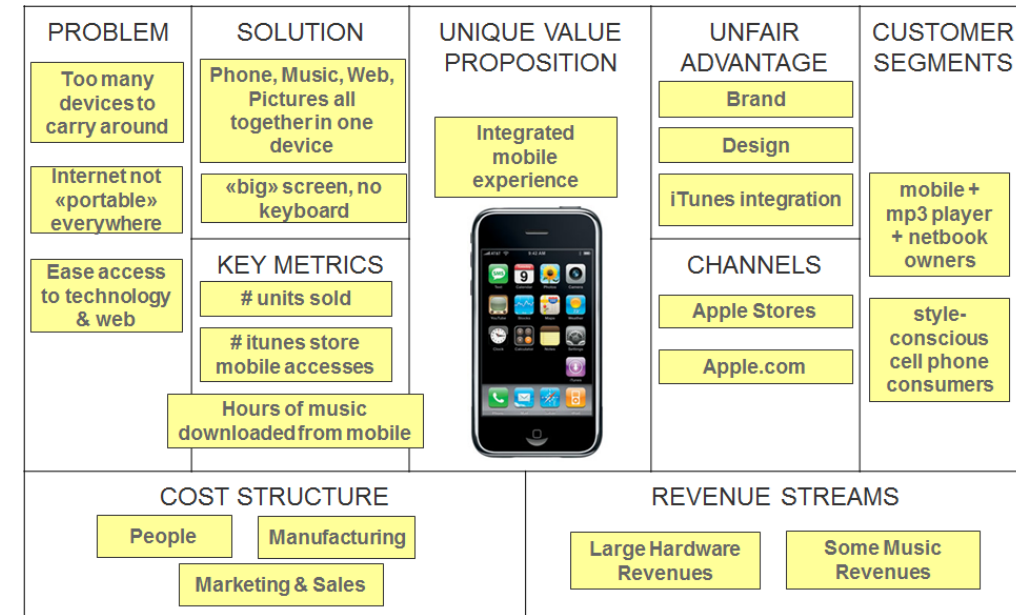 PROBLEM
Too many
devices to
carry around
Internet not
«portable»
everywhere
Ease access
to technology
& web
SOLUTION
Phone, Music, Web,
Pictures all
together in one
device
«big» screen, no
keyboard
KEY METRICS
# units sold
# itunes store
mobile accesses
Hours of music
downloaded from mobile
UNIQUE VALUE
PROPOSITION
Integrated
mobile
experience
9:42 AM
9
UNFAIR
ADVANTAGE
Brand
Design
iTunes integration
CHANNELS
Apple Stores
Apple.com
CUSTOMER
SEGMENTS
mobile +
mp3 player
+ netbook
owners
style-
conscious
cell phone
consumers
COST STRUCTURE
People
Manufacturing
Marketing & Sales
REVENUE STREAMS
Large Hardware
Revenues
Some Music
Revenues